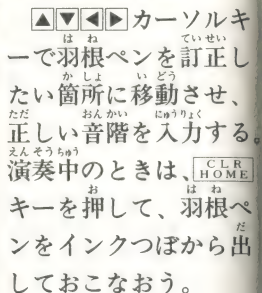 ▲▼◀▶カーソルキ
ーで羽根ペンを訂正し
たい箇所に移動させ、
正しい音階を入力する。
演奏中のときは、CLR HOME
キーを押して、羽根ペ
ンをインクつぼから出
しておこなおう。